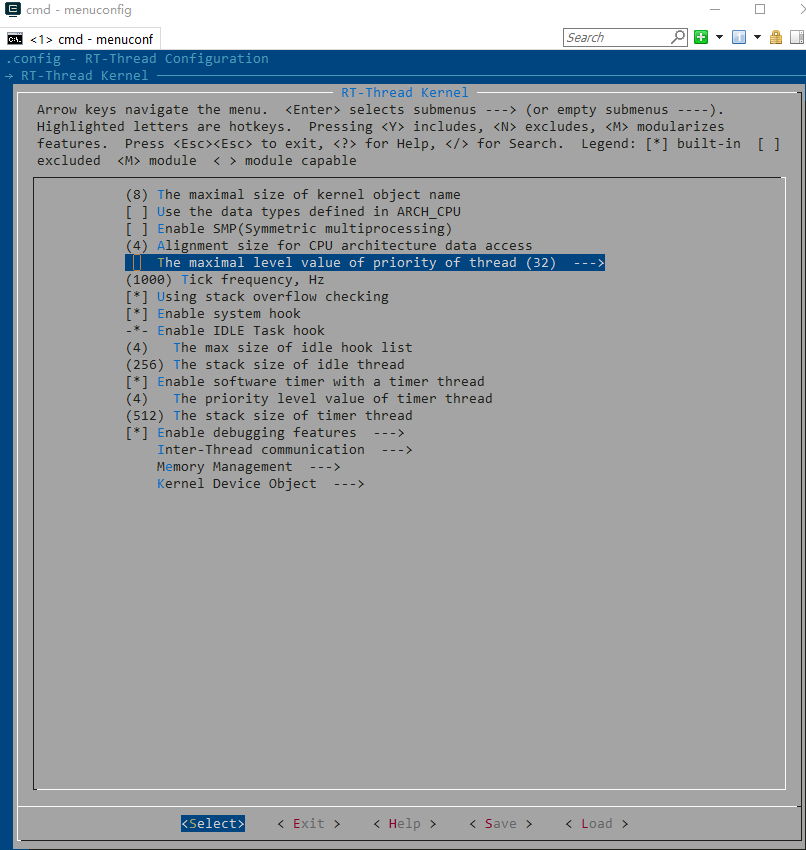 cmd - menuconfig
<1> cmd - menuconf
Search
.config - RT-Thread Configuration
→ RT-Thread Kernel
RT-Thread Kernel
Arrow keys navigate the menu.  <Enter> selects submenus ---> (or empty submenus ----).
Highlighted letters are hotkeys.  Pressing <Y> includes, <N> excludes, <M> modularizes
features.  Press <Esc><Esc> to exit, <?> for Help, </> for Search.  Legend: [*] built-in  [ ]
excluded  <M> module  < > module capable
(8) The maximal size of kernel object name
[ ] Use the data types defined in ARCH_CPU
[ ] Enable SMP(Symmetric multiprocessing)
(4) Alignment size for CPU architecture data access
The maximal level value of priority of thread (32)  --->
(1000) Tick frequency, Hz
[*] Using stack overflow checking
[*] Enable system hook
-*- Enable IDLE Task hook
(4)   The max size of idle hook list
(256) The stack size of idle thread
[*] Enable software timer with a timer thread
(4)   The priority level value of timer thread
(512) The stack size of timer thread
[*] Enable debugging features  --->
Inter-Thread communication  --->
Memory Management  --->
Kernel Device Object  --->
<Select>    < Exit >    < Help >    < Save >    < Load >